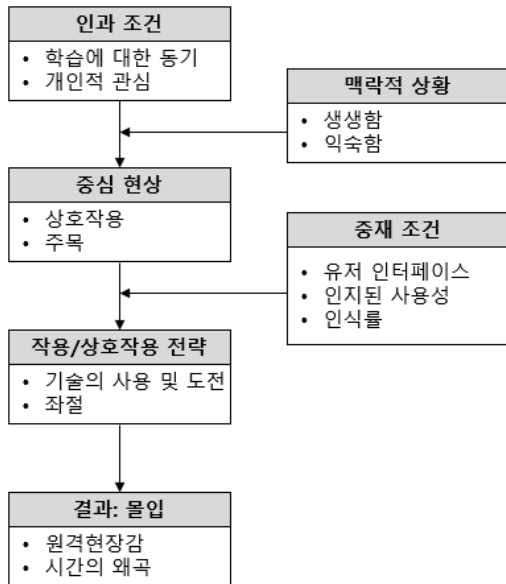 인과 조건
• 학습에 대한 동기
• 개인적 관심
맥락적 상황
• 생생함
• 익숙함
중심 현상
• 상호작용
• 주목
중재 조건
• 유저 인터페이스
• 인지된 사용성
• 인식률
작용/상호작용 전략
• 기술의 사용 및 도전
• 좌절
결과: 몰입
• 원격현장감
• 시간의 왜곡